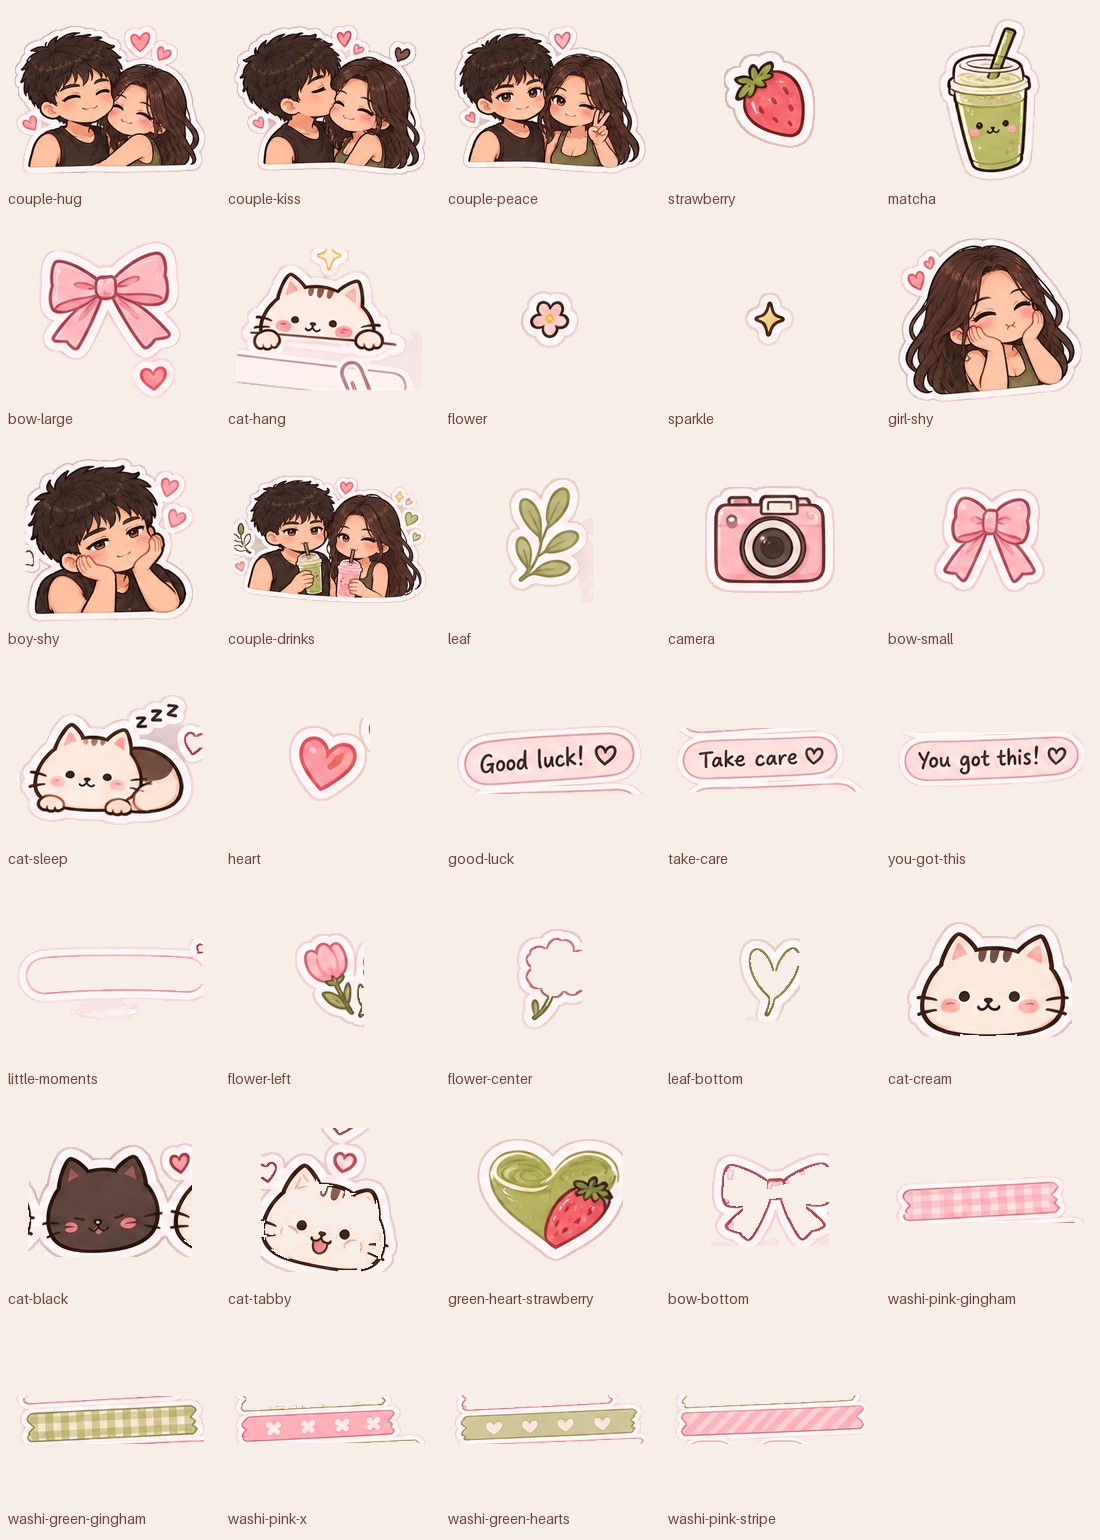 couple-hug couple-kiss couple-peace strawberry matcha
bow-large cat-hang flower sparkle girl-shy
boy-shy couple-drinks leaf camera bow-small
z z z
Good luck! Take care You got this!
cat-sleep heart good-luck take-care you-got-this
little-moments flower-left flower-center leaf-bottom cat-cream
cat-black cat-tabby green-heart-strawberry bow-bottom washi-pink-gingham
washi-green-gingham washi-pink-x washi-green-hearts washi-pink-stripe